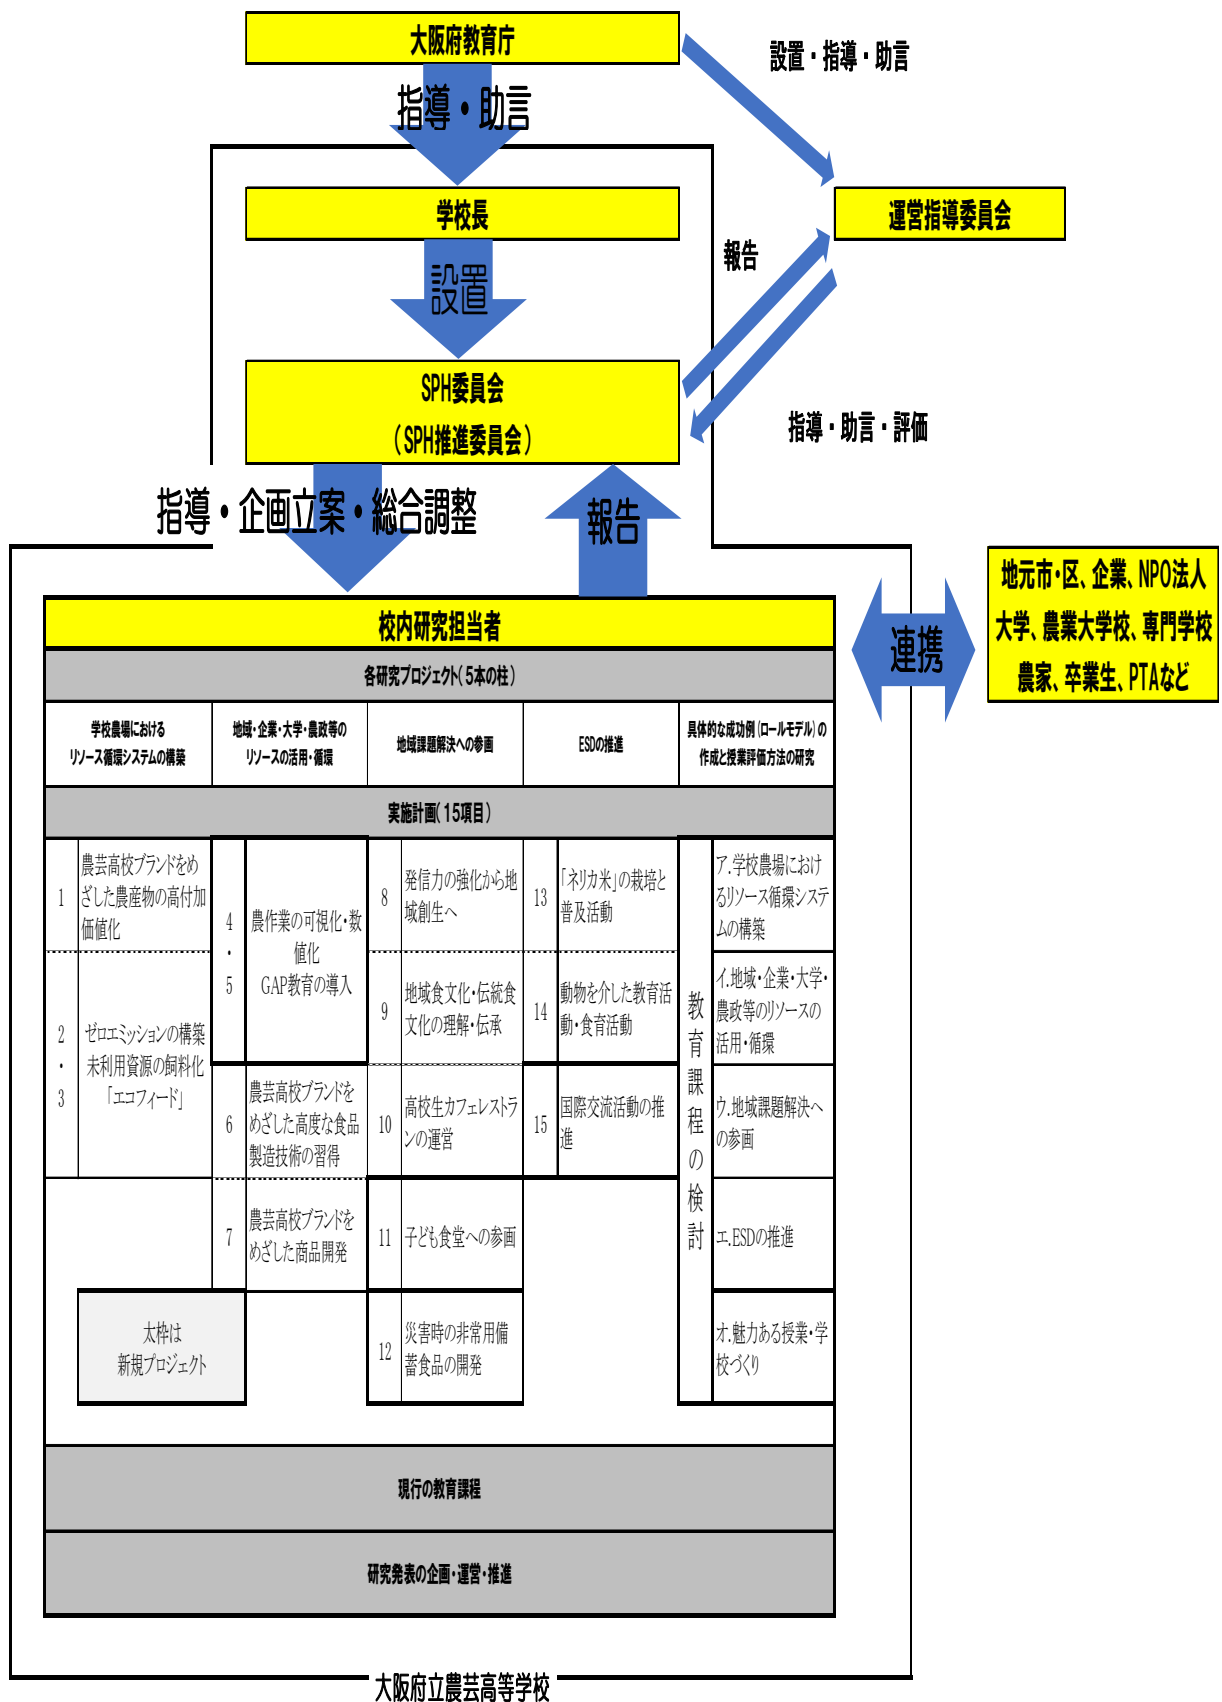 大阪府教育庁
設置・指導・助言
指導・助言
学校長
運営指導委員会
報告
設置
SPH委員会
（SPH推進委員会）
指導・助言・評価
指導・企画立案・総合調整
報告
地元市・区、企業、NPO法人
大学、農業大学校、専門学校
農家、卒業生、PTAなど
連携
校内研究担当者
各研究プロジェクト（5本の柱）
学校農場における
リソース循環システムの構築
地域・企業・大学・農政等の
リソースの活用・循環
地域課題解決への参画
ESDの推進
具体的な成功例（ロールモデル）の
作成と授業評価方法の研究
実施計画（15項目）
1
農芸高校ブランドをめ
ざした農産物の高付加
価値化
2
・
3
ゼロエミッションの構築
未利用資源の飼料化
「エコフィード」
4
・
5
農作業の可視化・数
値化
GAP教育の導入
6
農芸高校ブランドを
めざした高度な食品
製造技術の習得
7
農芸高校ブランドを
めざした商品開発
8
発信力の強化から地
域創生へ
9
地域食文化・伝統食
文化の理解・伝承
10
高校生カフェレストラ
ンの運営
11
子ども食堂への参画
12
災害時の非常用備
蓄食品の開発
13
「ネリカ米」の栽培と
普及活動
14
動物を介した教育活
動・食育活動
15
国際交流活動の推
進
教育課程の検討
ア.学校農場におけ
るリソース循環システ
ムの構築
イ.地域・企業・大学・
農政等のリソースの
活用・循環
ウ.地域課題解決へ
の参画
エ.ESDの推進
オ.魅力ある授業・学
校づくり
太枠は
新規プロジェクト
現行の教育課程
研究発表の企画・運営・推進
大阪府立農芸高等学校